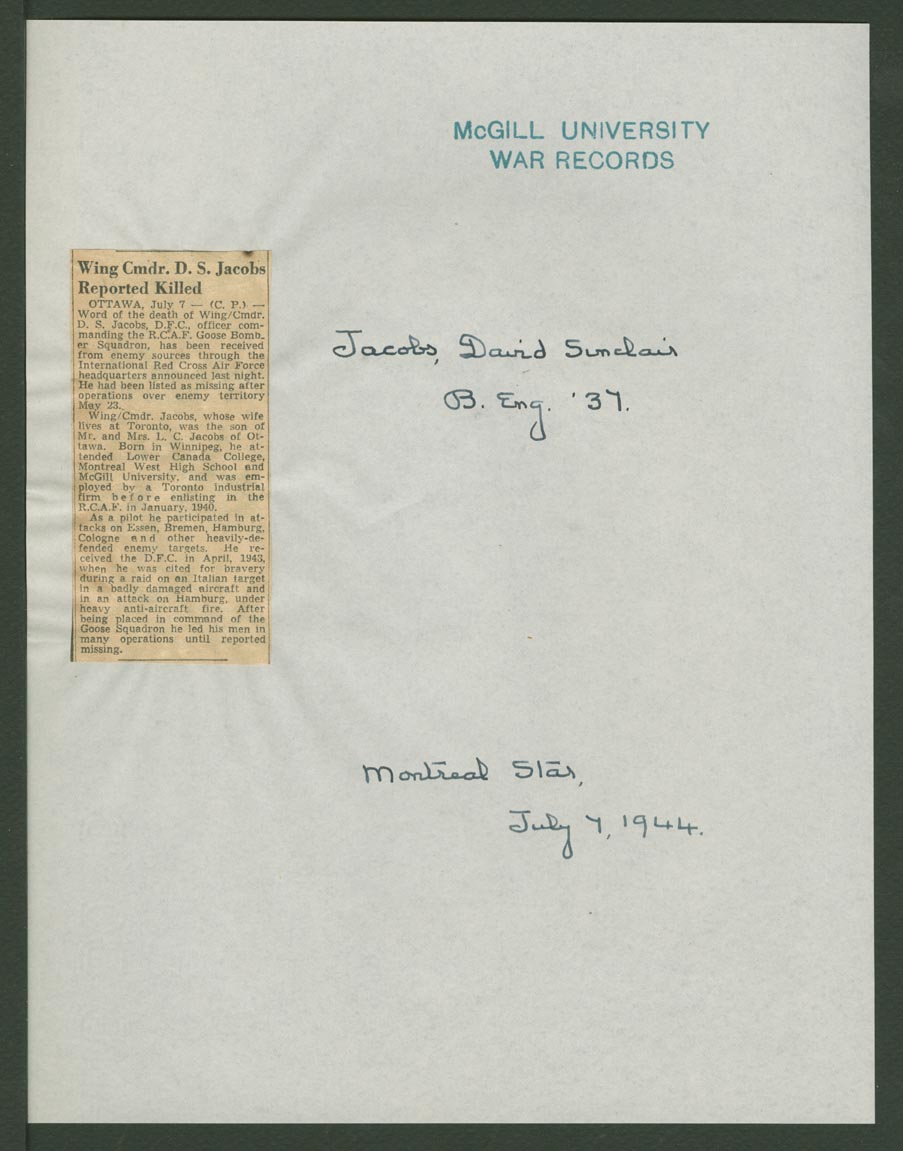 McGILL UNIVERSITY
WAR RECORDS
Wing Cmdr. D. S. Jacobs
Reported Killed
OTTAWA, July 7 — (C. P.) —
Word of the death of Wing/Cmdr.
D. S. Jacobs, D.F.C., officer com-
manding the R.C.A.F. Goose Bomb-
er Squadron, has been received
from enemy sources through the
International Red Cross Air Force
headquarters announced last night.
He had been listed as missing after
operations over enemy territory
May 23.
Wing/Cmdr. Jacobs, whose wife
lives at Toronto, was the son of
Mr. and Mrs. L. C. Jacobs of Ot-
tawa. Born in Winnipeg, he at-
tended Lower Canada College,
Montreal West High School and
McGill University, and was em-
ployed by a Toronto industrial
firm before enlisting in the
R.C.A.F. in January, 1940.
As a pilot he participated in at-
tacks on Essen, Bremen, Hamburg,
Cologne and other heavily-de-
fended enemy targets. He re-
ceived the D.F.C. in April, 1943,
when he was cited for bravery
during a raid on an Italian target
in a badly damaged aircraft and
in an attack on Hamburg, under
heavy anti-aircraft fire. After
being placed in command of the
Goose Squadron he led his men in
many operations until reported
missing.
Jacobs, David Sinclair
B. Eng. '37.
Montreal Star,
July 7, 1944.